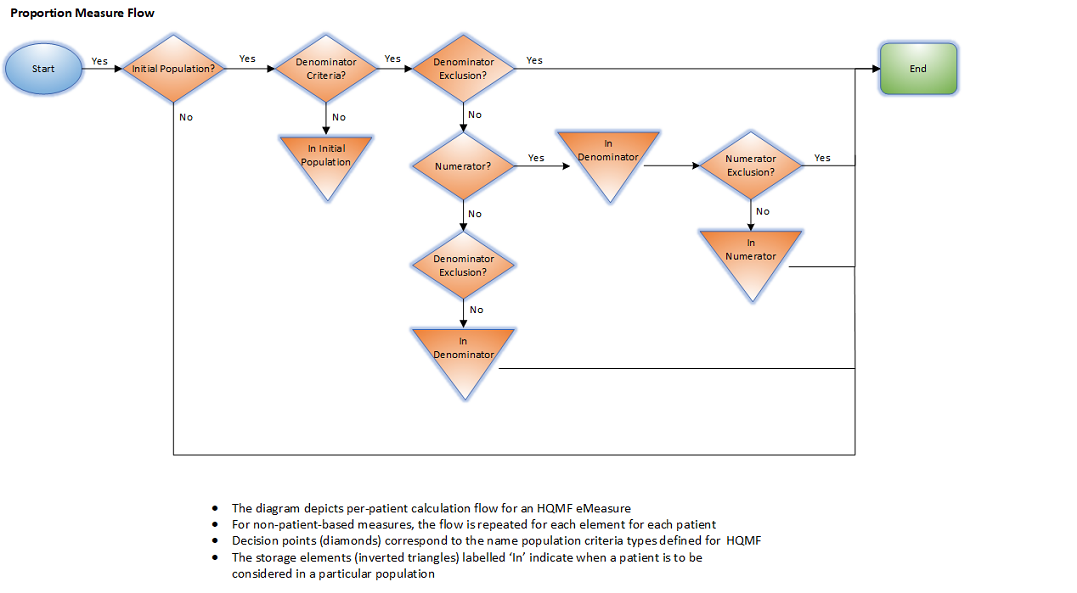 Proportion Measure Flow
Start
Yes
Initial Population?
Yes
Denominator
Criteria?
Yes
Denominator
Exclusion?
Yes
End
No
No
No
In Initial
Population
Numerator?
Yes
In
Denominator
Numerator
Exclusion?
Yes
No
No
Denominator
Exclusion?
In
Numerator
No
In
Denominator
• The diagram depicts per-patient calculation flow for an HQMF eMeasure
• For non-patient-based measures, the flow is repeated for each element for each patient
• Decision points (diamonds) correspond to the name population criteria types defined for HQMF
• The storage elements (inverted triangles) labelled ‘In’ indicate when a patient is to be
considered in a particular population